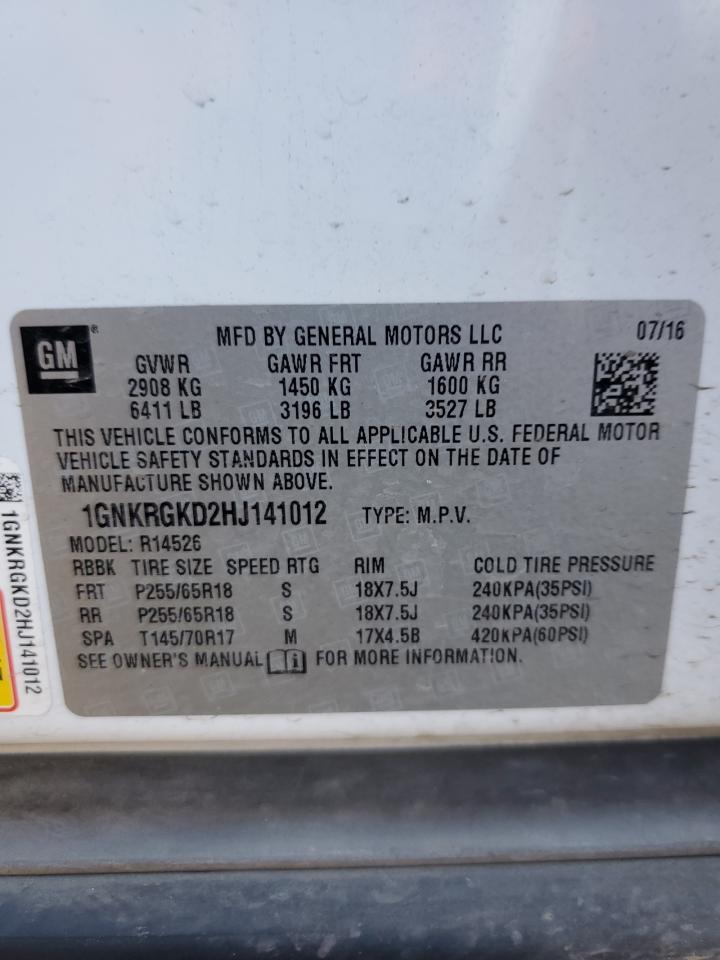 GM ®
MFD BY GENERAL MOTORS LLC 07/16
GVWR GAWR FRT GAWR RR
2908 KG 1450 KG 1600 KG
6411 LB 3196 LB 3527 LB
THIS VEHICLE CONFORMS TO ALL APPLICABLE U.S. FEDERAL MOTOR
VEHICLE SAFETY STANDARDS IN EFFECT ON THE DATE OF
MANUFACTURE SHOWN ABOVE.
1GNKRGKD2HJ141012 TYPE: M.P.V.
MODEL: R14526
RBBK TIRE SIZE SPEED RTG RIM COLD TIRE PRESSURE
FRT P255/65R18 S 18X7.5J 240KPA(35PSI)
RR P255/65R18 S 18X7.5J 240KPA(35PSI)
SPA T145/70R17 M 17X4.5B 420KPA(60PSI)
SEE OWNER'S MANUAL FOR MORE INFORMATION.
1GNKRGKD2HJ141012